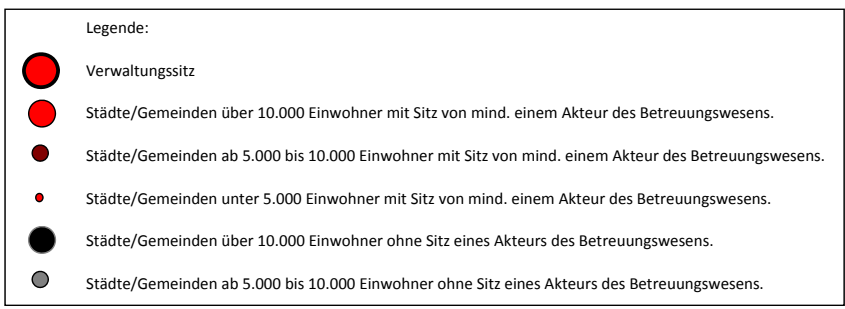 Legende:
Verwaltungssitz
Städte/Gemeinden über 10.000 Einwohner mit Sitz von mind. einem Akteur des Betreuungswesens.
Städte/Gemeinden ab 5.000 bis 10.000 Einwohner mit Sitz von mind. einem Akteur des Betreuungswesens.
Städte/Gemeinden unter 5.000 Einwohner mit Sitz von mind. einem Akteur des Betreuungswesens.
Städte/Gemeinden über 10.000 Einwohner ohne Sitz eines Akteurs des Betreuungswesens.
Städte/Gemeinden ab 5.000 bis 10.000 Einwohner ohne Sitz eines Akteurs des Betreuungswesens.